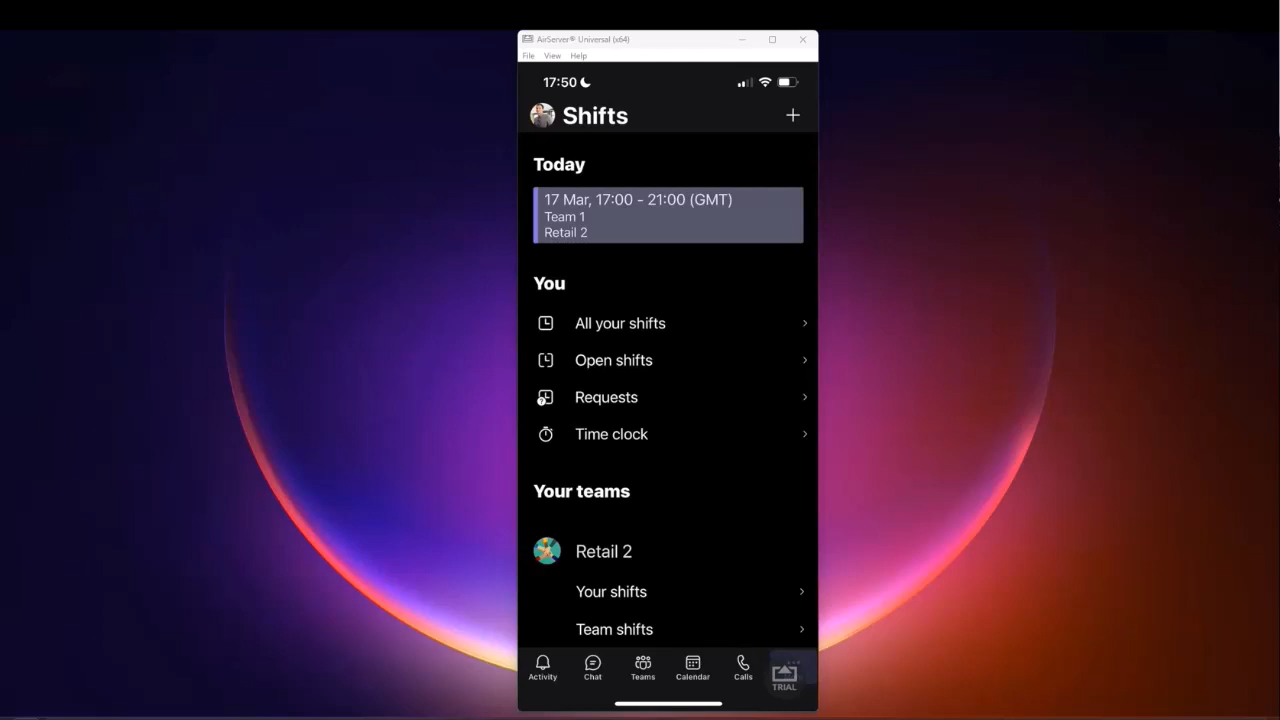 AirServer® Universal (x64)
File View Help
17:50
Shifts
Today
17 Mar, 17:00 - 21:00 (GMT)
Team 1
Retail 2
You
All your shifts
Open shifts
Requests
Time clock
Your teams
Retail 2
Your shifts
Team shifts
Activity Chat Teams Calendar Calls
TRIAL